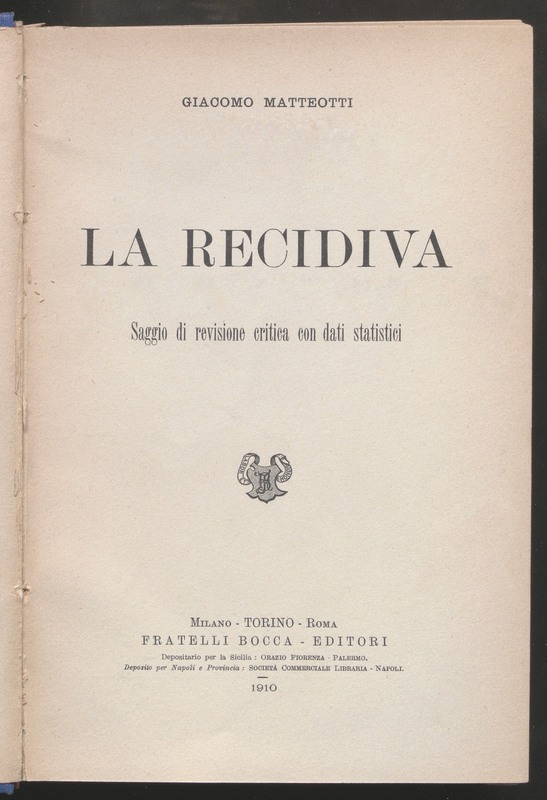 GIACOMO MATTEOTTI
LA RECIDIVA
Saggio di revisione critica con dati statistici
MILANO - TORINO - ROMA
FRATELLI BOCCA - EDITORI
Depositario per la Sicilia : ORAZIO FIORENZA - PALERMO.
Deposito per Napoli e Provincia : SOCIETÀ COMMERCIALE LIBRARIA - NAPOLI.
1910